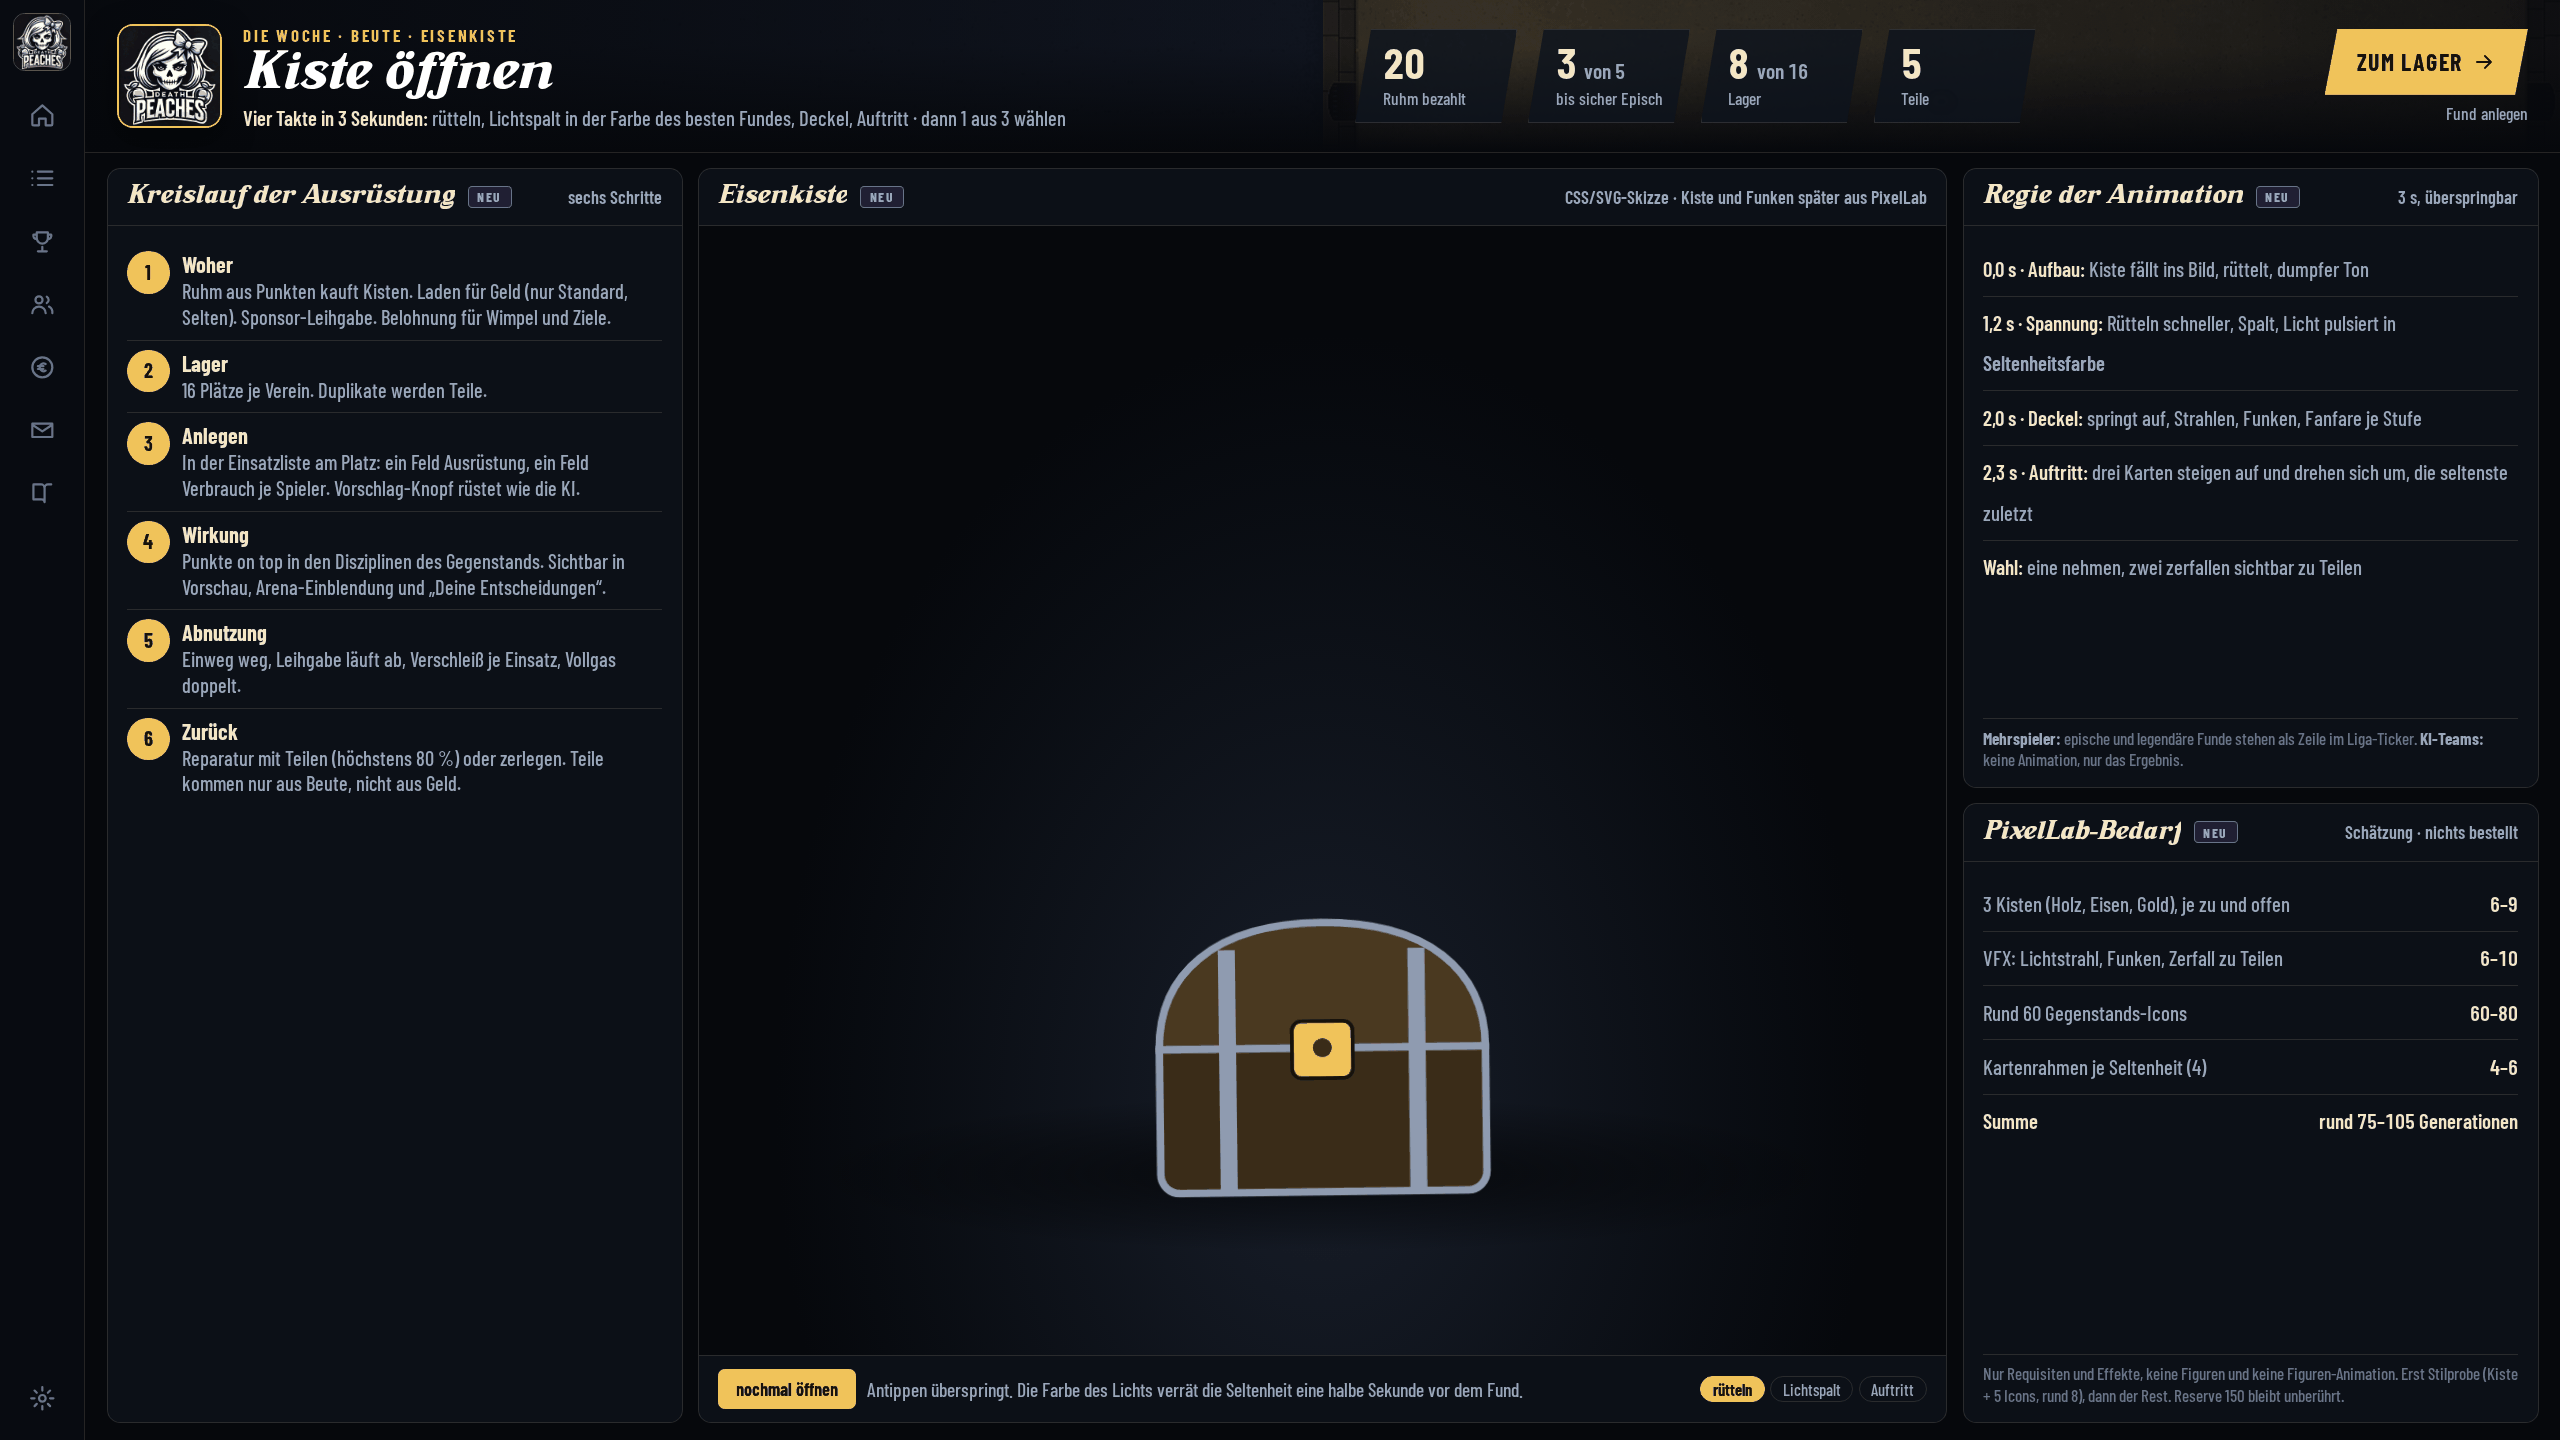 DEATH
PEACHES
DEATH
PEACHES
DIE WOCHE · BEUTE · EISENKISTE
Kiste öffnen
Vier Takte in 3 Sekunden: rütteln, Lichtspalt in der Farbe des besten Fundes, Deckel, Auftritt · dann 1 aus 3 wählen
20
Ruhm bezahlt
3 von 5
bis sicher Episch
8 von 16
Lager
5
Teile
ZUM LAGER →
Fund anlegen
Kreislauf der Ausrüstung NEU sechs Schritte
1 Woher
Ruhm aus Punkten kauft Kisten. Laden für Geld (nur Standard,
Selten). Sponsor-Leihgabe. Belohnung für Wimpel und Ziele.
2 Lager
16 Plätze je Verein. Duplikate werden Teile.
3 Anlegen
In der Einsatzliste am Platz: ein Feld Ausrüstung, ein Feld
Verbrauch je Spieler. Vorschlag-Knopf rüstet wie die KI.
4 Wirkung
Punkte on top in den Disziplinen des Gegenstands. Sichtbar in
Vorschau, Arena-Einblendung und „Deine Entscheidungen“.
5 Abnutzung
Einweg weg, Leihgabe läuft ab, Verschleiß je Einsatz, Vollgas
doppelt.
6 Zurück
Reparatur mit Teilen (höchstens 80 %) oder zerlegen. Teile
kommen nur aus Beute, nicht aus Geld.
Eisenkiste NEU CSS/SVG-Skizze · Kiste und Funken später aus PixelLab
nochmal öffnen Antippen überspringt. Die Farbe des Lichts verrät die Seltenheit eine halbe Sekunde vor dem Fund. rütteln Lichtspalt Auftritt
Regie der Animation NEU 3 s, überspringbar
0,0 s · Aufbau: Kiste fällt ins Bild, rüttelt, dumpfer Ton
1,2 s · Spannung: Rütteln schneller, Spalt, Licht pulsiert in
Seltenheitsfarbe
2,0 s · Deckel: springt auf, Strahlen, Funken, Fanfare je Stufe
2,3 s · Auftritt: drei Karten steigen auf und drehen sich um, die seltenste
zuletzt
Wahl: eine nehmen, zwei zerfallen sichtbar zu Teilen
Mehrspieler: epische und legendäre Funde stehen als Zeile im Liga-Ticker. KI-Teams:
keine Animation, nur das Ergebnis.
PixelLab-Bedarf NEU Schätzung · nichts bestellt
3 Kisten (Holz, Eisen, Gold), je zu und offen 6–9
VFX: Lichtstrahl, Funken, Zerfall zu Teilen 6–10
Rund 60 Gegenstands-Icons 60–80
Kartenrahmen je Seltenheit (4) 4–6
Summe rund 75–105 Generationen
Nur Requisiten und Effekte, keine Figuren und keine Figuren-Animation. Erst Stilprobe (Kiste
+ 5 Icons, rund 8), dann der Rest. Reserve 150 bleibt unberührt.